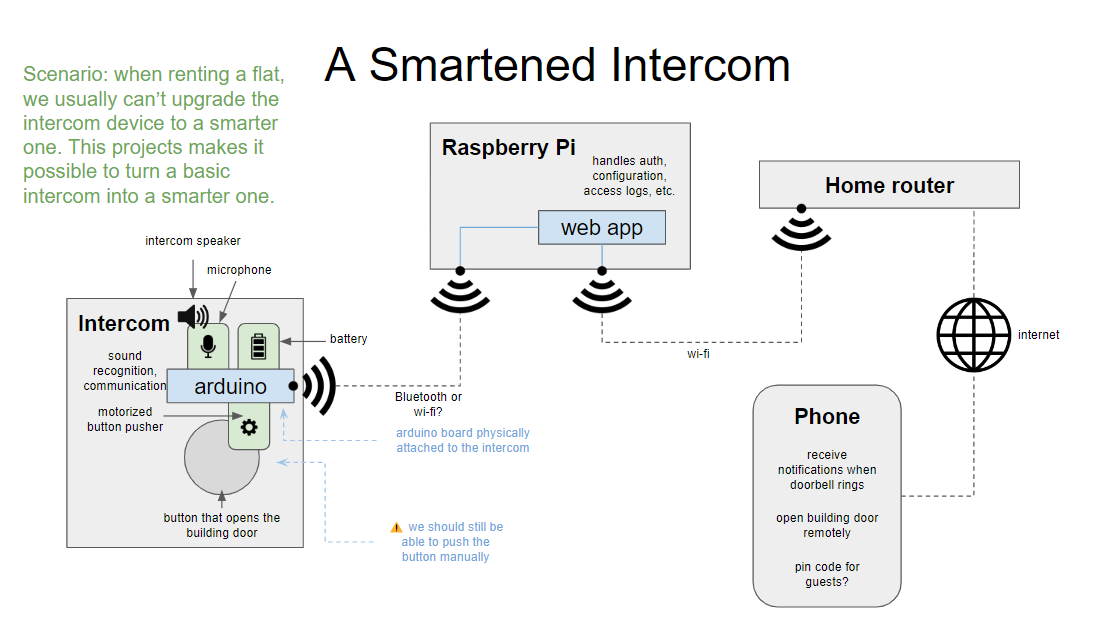 A Smartened Intercom
Scenario: when renting a flat,
we usually can't upgrade the
intercom device to a smarter
one. This projects makes it
possible to turn a basic
intercom into a smarter one.
Raspberry Pi
handles auth,
configuration,
access logs, etc.
web app
Home router
intercom speaker
microphone
Intercom
battery
sound
recognition,
communication
arduino
motorized
button pusher
button that opens the
building door
Bluetooth or
wi-fi?
arduino board physically
attached to the intercom
we should still be
able to push the
button manually
wi-fi
internet
Phone
receive
notifications when
doorbell rings
open building door
remotely
pin code for
guests?